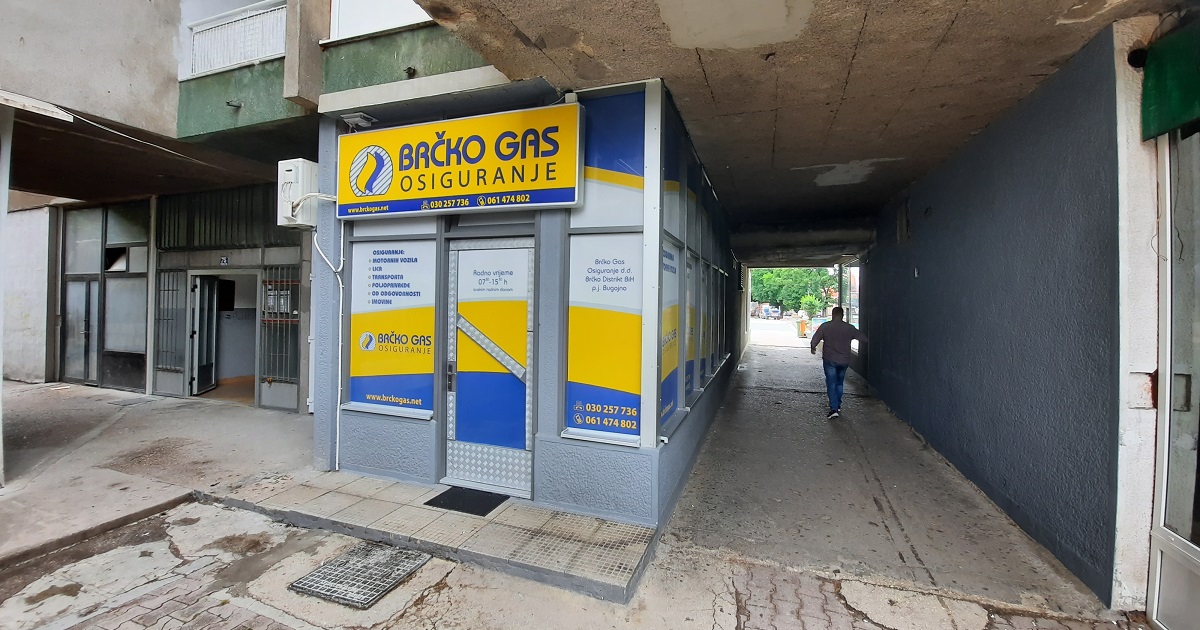 BRČKO GAS
OSIGURANJE
www.brckogas.net 030 257 736 061 474 802
OSIGURANJE:
• MOTORNIH VOZILA
• LICA
• TRANSPORTA
• POLJOPRIVREDE
• OD ODGOVORNOSTI
• IMOVINE
BRČKO GAS
OSIGURANJE
www.brckogas.net
Radno vrijeme
07⁰⁰-15⁰⁰ h
Brčko Gas
Osiguranje d.d.
Brčko Distrikt BiH
p.j. Bugojno
030 257 736
061 474 802